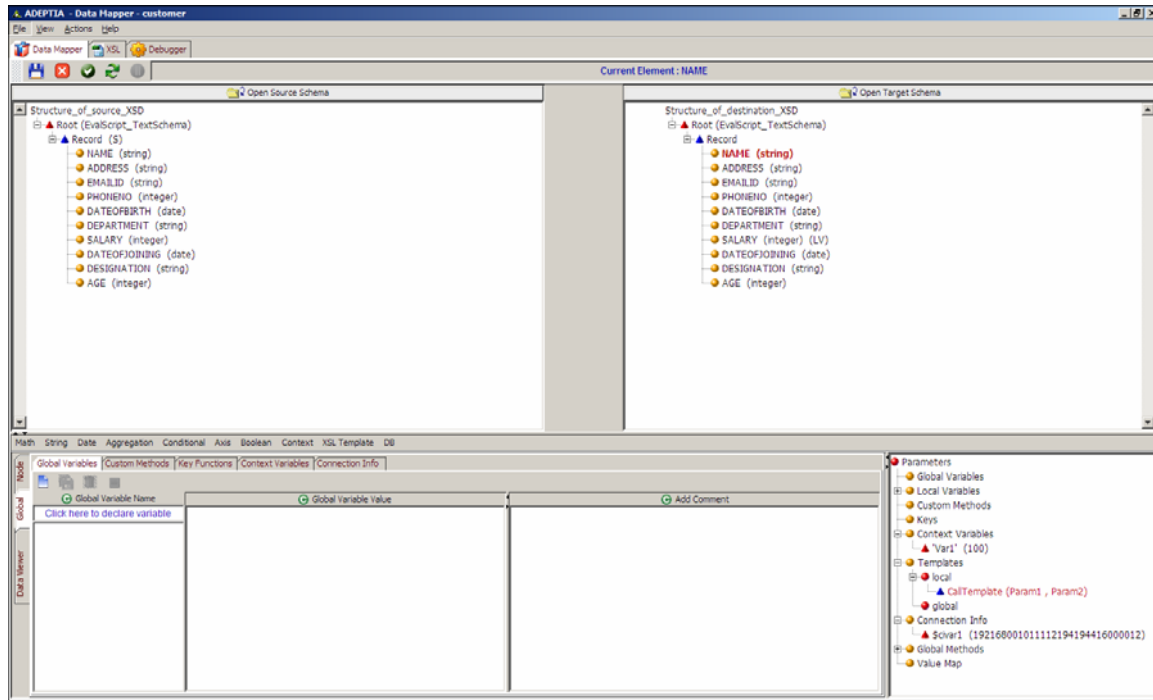 ADEPTIA - Data Mapper - customer
File View Actions Help
Data Mapper XSL Debugger
Current Element : NAME
Open Source Schema
Open Target Schema
Structure_of_source_XSD
Root (EvalScript_TextSchema)
Record (S)
NAME (string)
ADDRESS (string)
EMAILID (string)
PHONENO (integer)
DATEOFBIRTH (date)
DEPARTMENT (string)
SALARY (integer)
DATEOFJOINING (date)
DESIGNATION (string)
AGE (integer)
Structure_of_destination_XSD
Root (EvalScript_TextSchema)
Record
NAME (string)
ADDRESS (string)
EMAILID (string)
PHONENO (integer)
DATEOFBIRTH (date)
DEPARTMENT (string)
SALARY (integer) (LV)
DATEOFJOINING (date)
DESIGNATION (string)
AGE (integer)
Math String Date Aggregation Conditional Axis Boolean Context XSL Template DB
Node
Global
Data Viewer
Global Variables Custom Methods Key Functions Context Variables Connection Info
Global Variable Name Global Variable Value Add Comment
Click here to declare variable
Parameters
Global Variables
Local Variables
Custom Methods
Keys
Context Variables
'Var1' (100)
Templates
local
CallTemplate (Param1 , Param2)
global
Connection Info
Global Methods
Value Map